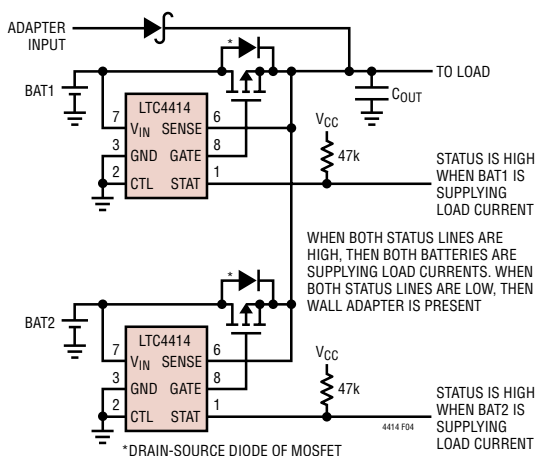 ADAPTER
INPUT
*
TO LOAD
BAT1
COUT
LTC4414
VCC
7
VIN SENSE
6
3
GND GATE
8
47k
2
CTL STAT
1
STATUS IS HIGH
WHEN BAT1 IS
SUPPLYING
LOAD CURRENT
WHEN BOTH STATUS LINES ARE
HIGH, THEN BOTH BATTERIES ARE
SUPPLYING LOAD CURRENTS. WHEN
BOTH STATUS LINES ARE LOW, THEN
WALL ADAPTER IS PRESENT
*
BAT2
LTC4414
VCC
7
VIN SENSE
6
3
GND GATE
8
47k
2
CTL STAT
1
4414 F04
STATUS IS HIGH
WHEN BAT2 IS
SUPPLYING
LOAD CURRENT
*DRAIN-SOURCE DIODE OF MOSFET